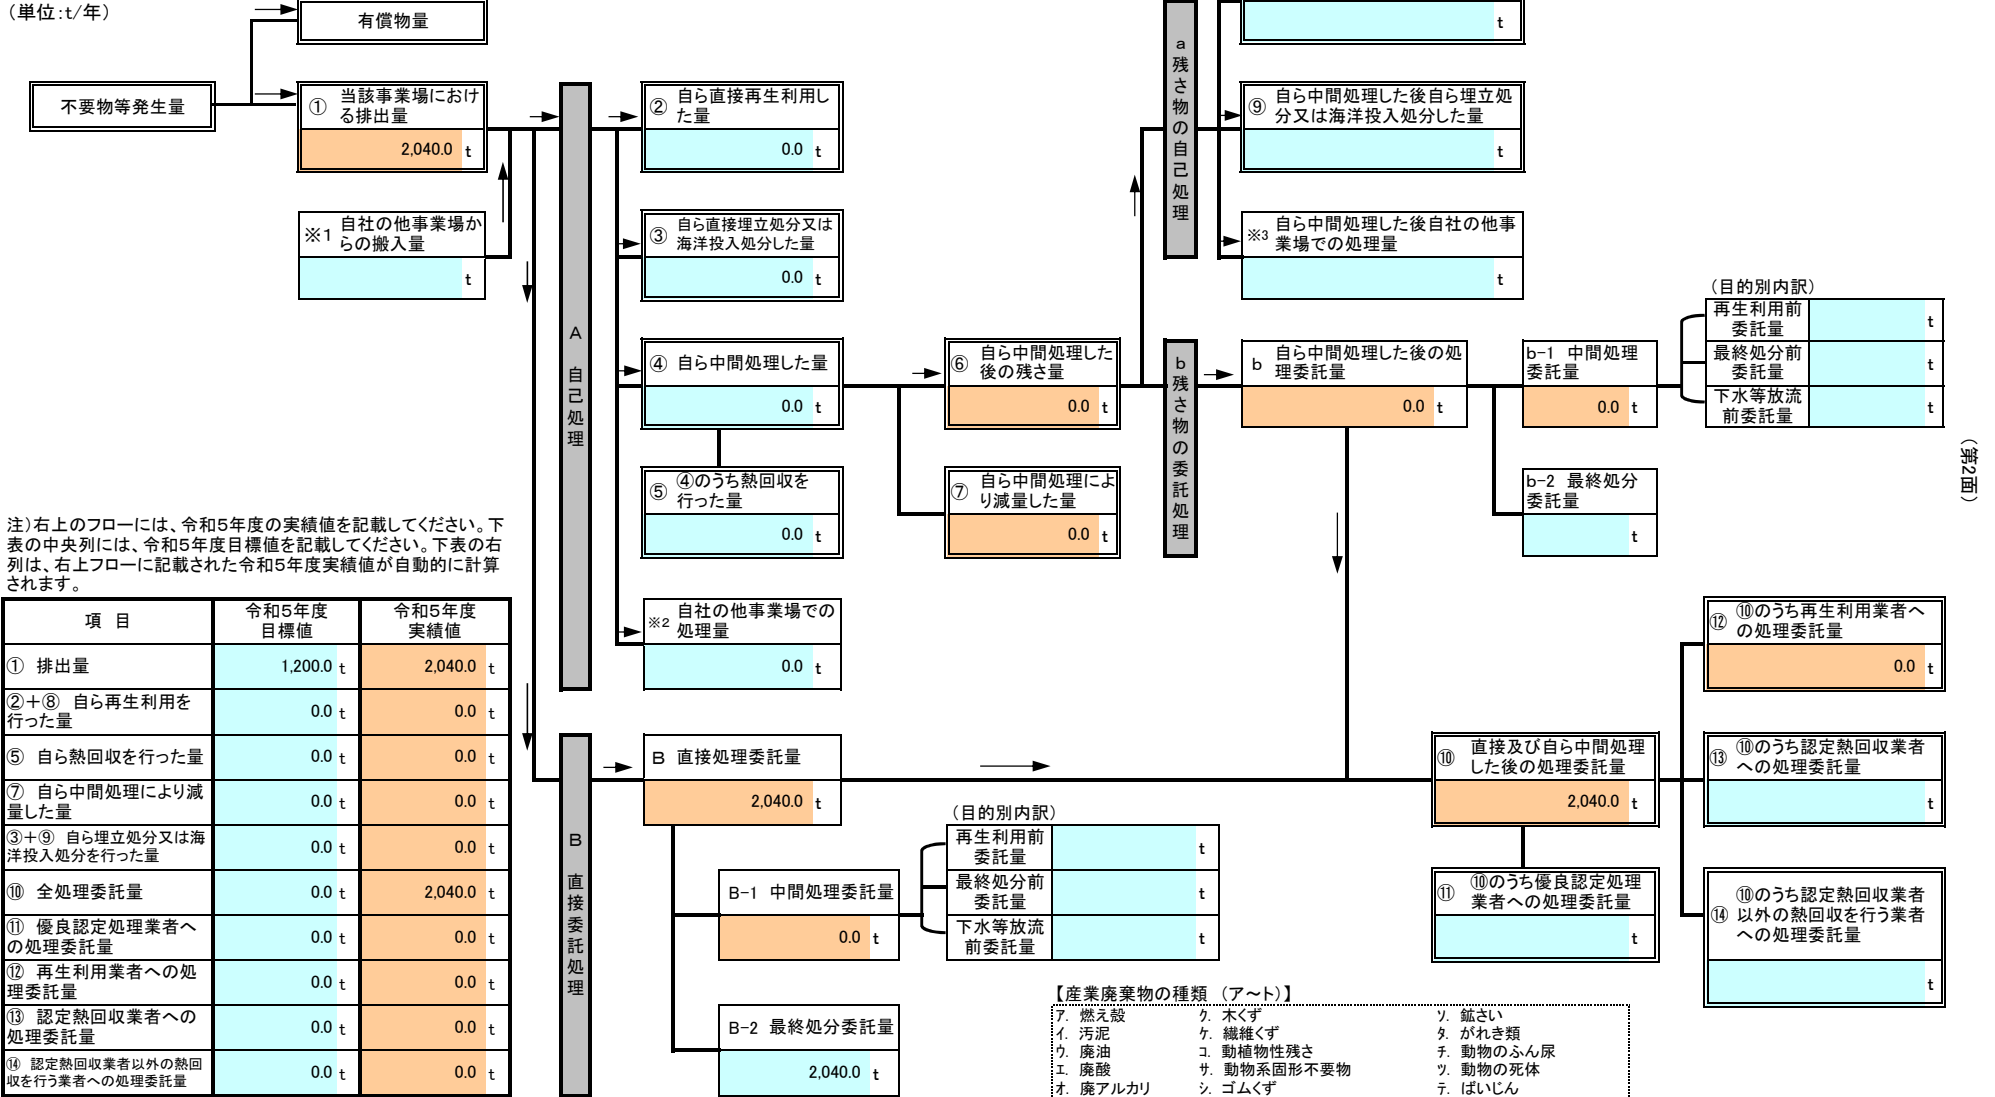 (単位:t/年)
有償物量
不要物等発生量
① 当該事業場におけ
る排出量
2,040.0 t
※1 自社の他事業場か
らの搬入量
t
A 自己処理
② 自ら直接再生利用し
た量
0.0 t
③ 自ら直接埋立処分又は
海洋投入処分した量
0.0 t
④ 自ら中間処理した量
0.0 t
⑤ ④のうち熱回収を
行った量
0.0 t
※2 自社の他事業場での
処理量
0.0 t
⑥ 自ら中間処理した
後の残さ量
0.0 t
⑦ 自ら中間処理によ
り減量した量
0.0 t
a残さ物の自己処理
t
⑨ 自ら中間処理した後自ら埋立処
分又は海洋投入処分した量
t
※3 自ら中間処理した後自社の他事
業場での処理量
t
b残さ物の委託処理
b 自ら中間処理した後の処
理委託量
0.0 t
b-1 中間処理
委託量
0.0 t
b-2 最終処分
委託量
t
(目的別内訳)
再生利用前
委託量
t
最終処分前
委託量
t
下水等放流
前委託量
t
(第2面)
注)右上のフローには、令和5年度の実績値を記載してください。下
表の中央列には、令和5年度目標値を記載してください。下表の右
列は、右上フローに記載された令和5年度実績値が自動的に計算
されます。
項 目 令和5年度 令和5年度
目標値 実績値
① 排出量 1,200.0 t 2,040.0 t
②+⑧ 自ら再生利用を
行った量 0.0 t 0.0 t
⑤ 自ら熱回収を行った量 0.0 t 0.0 t
⑦ 自ら中間処理により減
量した量 0.0 t 0.0 t
③+⑨ 自ら埋立処分又は海
洋投入処分を行った量 0.0 t 0.0 t
⑩ 全処理委託量 0.0 t 2,040.0 t
⑪ 優良認定処理業者へ
の処理委託量 0.0 t 0.0 t
⑫ 再生利用業者への処
理委託量 0.0 t 0.0 t
⑬ 認定熱回収業者への
処理委託量 0.0 t 0.0 t
⑭ 認定熱回収業者以外の熱回
収を行う業者への処理委託量 0.0 t 0.0 t
B 直接委託処理
B 直接処理委託量
2,040.0 t
B-1 中間処理委託量
0.0 t
B-2 最終処分委託量
2,040.0 t
(目的別内訳)
再生利用前
委託量
t
最終処分前
委託量
t
下水等放流
前委託量
t
⑩ 直接及び自ら中間処理
した後の処理委託量
2,040.0 t
⑪ ⑩のうち優良認定処理
業者への処理委託量
t
⑫ ⑩のうち再生利用業者へ
の処理委託量
0.0 t
⑬ ⑩のうち認定熱回収業者
への処理委託量
t
⑭ ⑩のうち認定熱回収業者
以外の熱回収を行う業者
への処理委託量
t
【産業廃棄物の種類 (ア~ト)】
ア. 燃え殻 ク. 木くず ソ. 鉱さい
イ. 汚泥 ケ. 繊維くず タ. がれき類
ウ. 廃油 コ. 動植物性残さ チ. 動物のふん尿
エ. 廃酸 サ. 動物系固形不要物 ツ. 動物の死体
オ. 廃アルカリ シ. ゴムくず テ. ばいじん